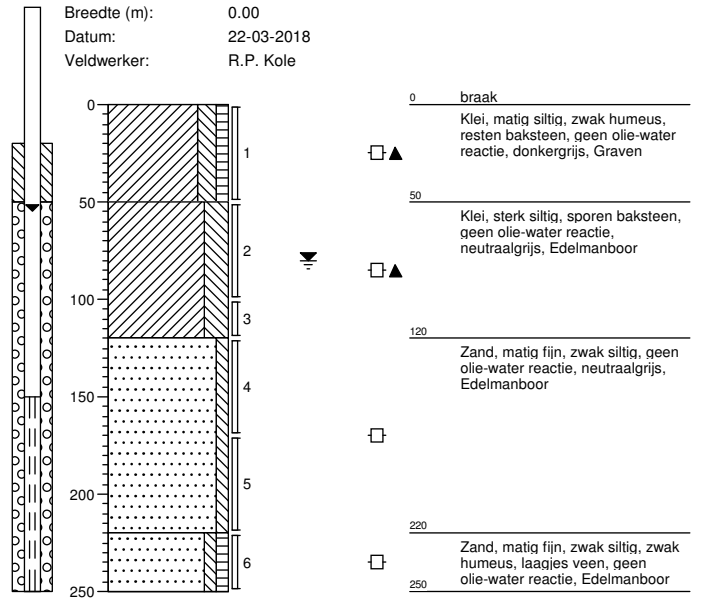 Breedte (m): 0.00
Datum: 22-03-2018
Veldwerker: R.P. Kole
0
50
100
150
200
250
1
2
3
4
5
6
0 braak
Klei, matig siltig, zwak humeus,
resten baksteen, geen olie-water
reactie, donkergrijs, Graven
50
Klei, sterk siltig, sporen baksteen,
geen olie-water reactie,
neutraalgrijs, Edelmanboor
120
Zand, matig fijn, zwak siltig, geen
olie-water reactie, neutraalgrijs,
Edelmanboor
220
Zand, matig fijn, zwak siltig, zwak
humeus, laagjes veen, geen
olie-water reactie, Edelmanboor
250